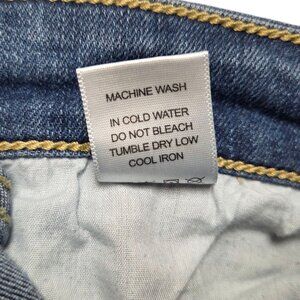 MACHINE WASH
IN COLD WATER
DO NOT BLEACH
TUMBLE DRY LOW
COOL IRON